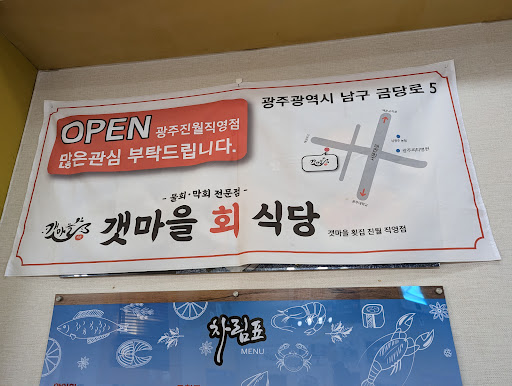 광주광역시 남구 금당로 5
OPEN 광주진월직영점
많은관심 부탁드립니다.
- 물회·막회 전문점 -
갯마을 갯마을 회 식당
갯마을 횟집 진월 직영점
차림표
MENU